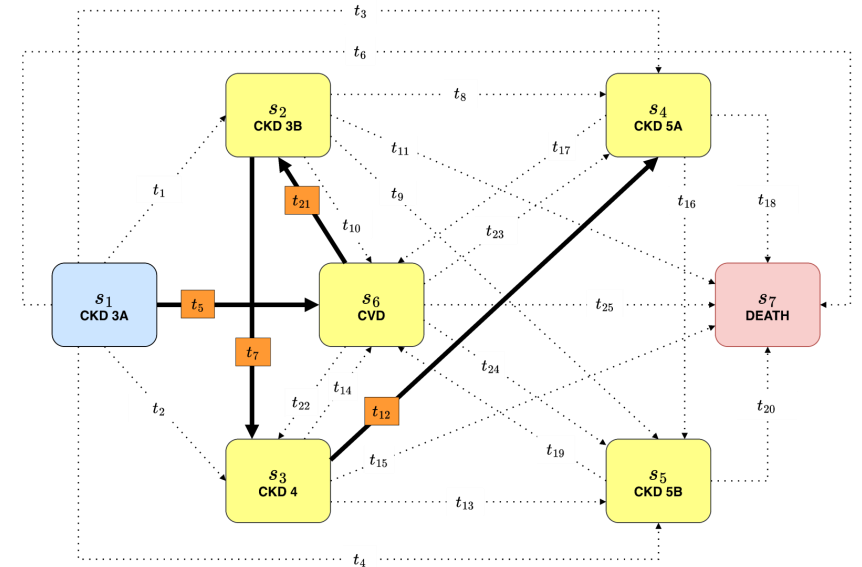 t₃
t₆
s₂
CKD 3B
s₄
CKD 5A
t₈
t₁₁
t₁₇
t₁
t₉
t₂₁
t₁₀
t₁₆
t₁₈
t₂₃
s₁
CKD 3A
t₅
s₆
CVD
t₂₅
s₇
DEATH
t₇
t₂₄
t₁₄
t₂₂
t₂
t₁₂
t₂₀
t₁₉
t₁₅
s₃
CKD 4
s₅
CKD 5B
t₁₃
t₄